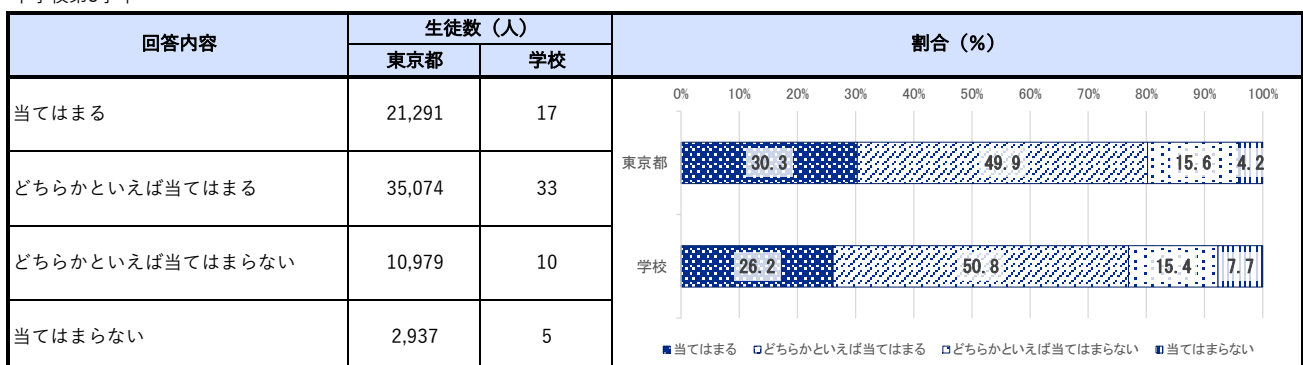 回答内容 生徒数（人） 割合（%）
東京都 学校
当てはまる 21,291 17
どちらかといえば当てはまる 35,074 33
どちらかといえば当てはまらない 10,979 10
当てはまらない 2,937 5
0% 10% 20% 30% 40% 50% 60% 70% 80% 90% 100%
東京都 30.3 49.9 15.6 4.2
学校 26.2 50.8 15.4 7.7
当てはまる どちらかといえば当てはまる どちらかといえば当てはまらない 当てはまらない